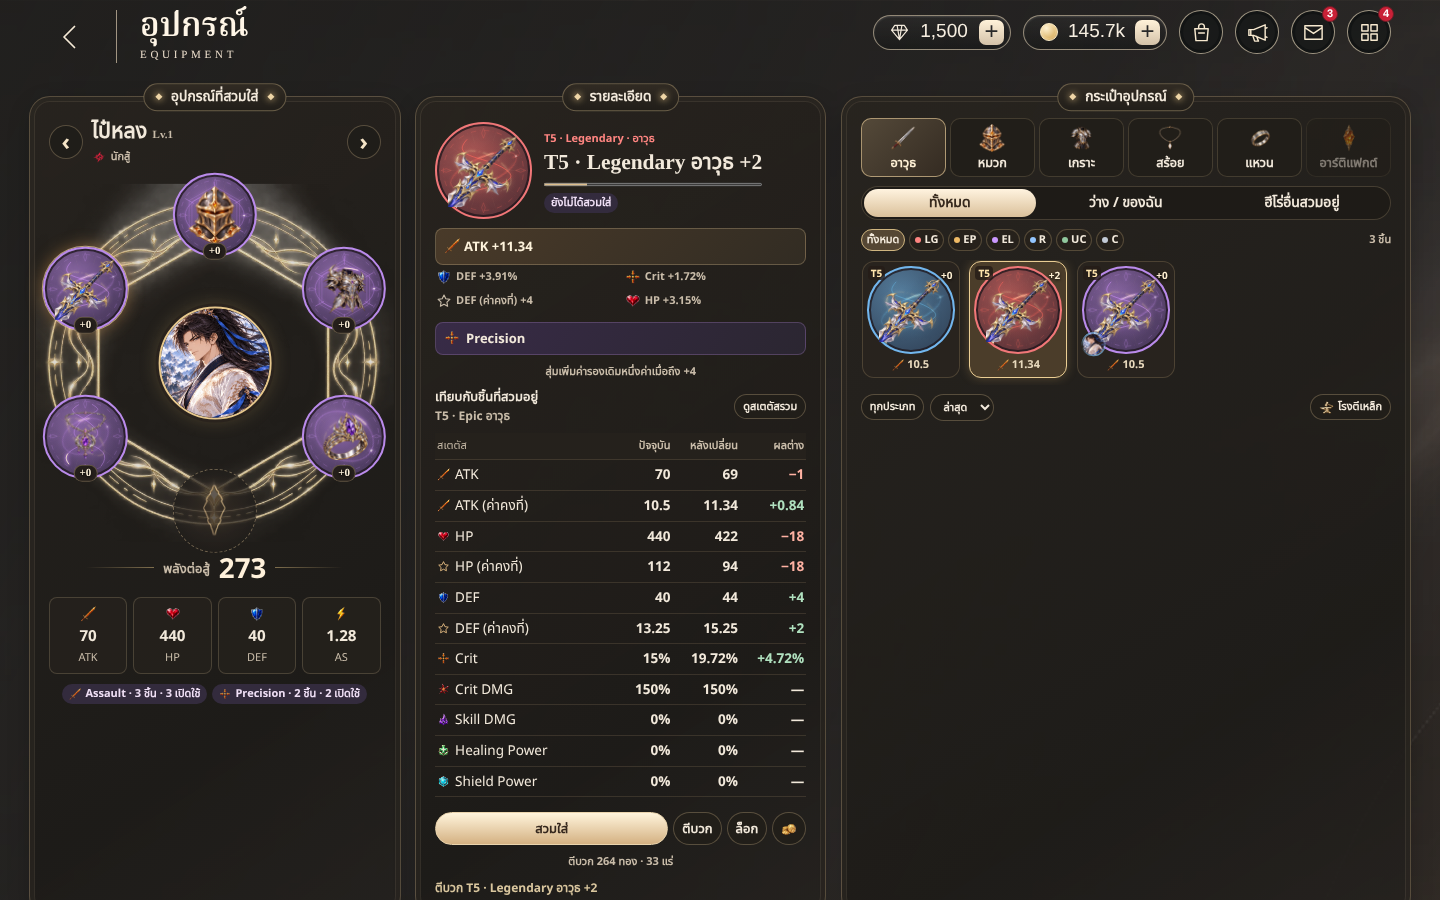 อุปกรณ์
EQUIPMENT
1,500 +
145.7k +
3
4
อุปกรณ์ที่สวมใส่
ไป๋หลง Lv.1
นักสู้
+0
+0
+0
+0
+0
พลังต่อสู้ 273
70 440 40 1.28
ATK HP DEF AS
Assault · 3 ชิ้น · 3 เปิดใช้ Precision · 2 ชิ้น · 2 เปิดใช้
รายละเอียด
T5 · Legendary · อาวุธ
T5 · Legendary อาวุธ +2
ยังไม่ได้สวมใส่
ATK +11.34
DEF +3.91% Crit +1.72%
DEF (ค่าคงที่) +4 HP +3.15%
Precision
สุ่มเพิ่มค่ารองเดิมหนึ่งค่าเมื่อถึง +4
เทียบกับชิ้นที่สวมอยู่
T5 · Epic อาวุธ
ดูสเตตัสรวม
สเตตัส ปัจจุบัน หลังเปลี่ยน ผลต่าง
ATK 70 69 −1
ATK (ค่าคงที่) 10.5 11.34 +0.84
HP 440 422 −18
HP (ค่าคงที่) 112 94 −18
DEF 40 44 +4
DEF (ค่าคงที่) 13.25 15.25 +2
Crit 15% 19.72% +4.72%
Crit DMG 150% 150% —
Skill DMG 0% 0% —
Healing Power 0% 0% —
Shield Power 0% 0% —
สวมใส่ ตีบวก ล็อก
ตีบวก 264 ทอง · 33 แร่
ตีบวก T5 · Legendary อาวุธ +2
กระเป๋าอุปกรณ์
อาวุธ หมวก เกราะ สร้อย แหวน อาร์ติแฟกต์
ทั้งหมด ว่าง / ของฉัน ฮีโร่อื่นสวมอยู่
ทั้งหมด LG EP EL R UC C 3 ชิ้น
T5 +0 T5 +2 T5 +0
10.5 11.34 10.5
ทุกประเภท ล่าสุด โรงตีเหล็ก